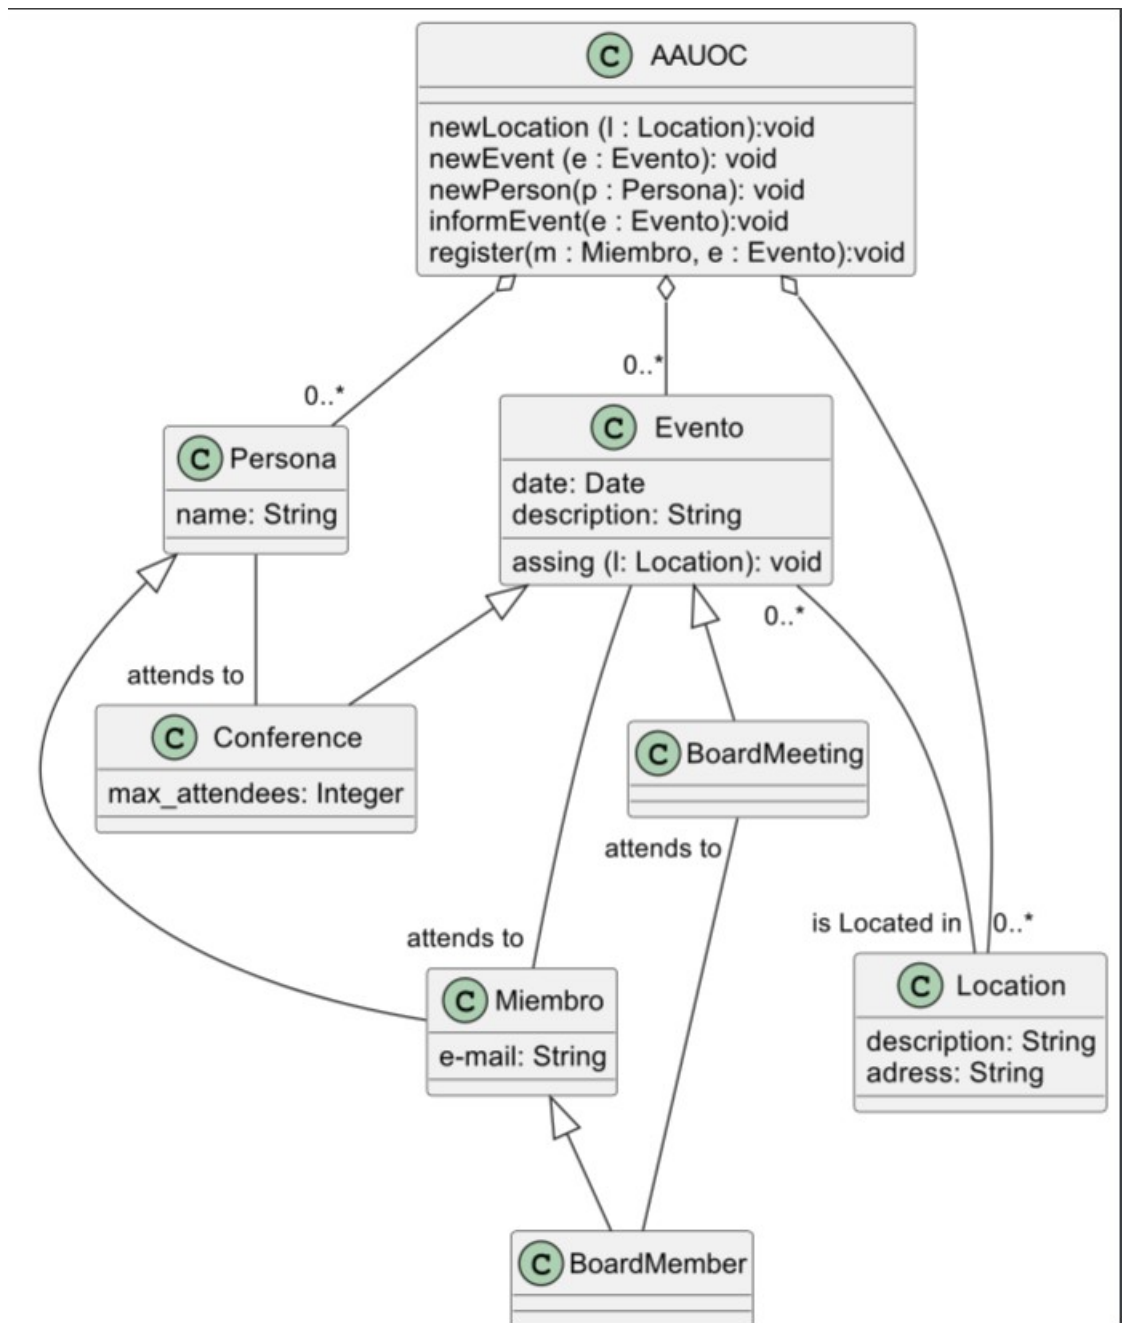 C AAUOC
newLocation (l : Location):void
newEvent (e : Evento): void
newPerson(p : Persona): void
informEvent(e : Evento):void
register(m : Miembro, e : Evento):void
0..*
0..*
C Persona
name: String
C Evento
date: Date
description: String
assing (l: Location): void
0..*
attends to
C Conference
max_attendees: Integer
C BoardMeeting
attends to
attends to
is Located in
0..*
C Miembro
e-mail: String
C Location
description: String
adress: String
C BoardMember